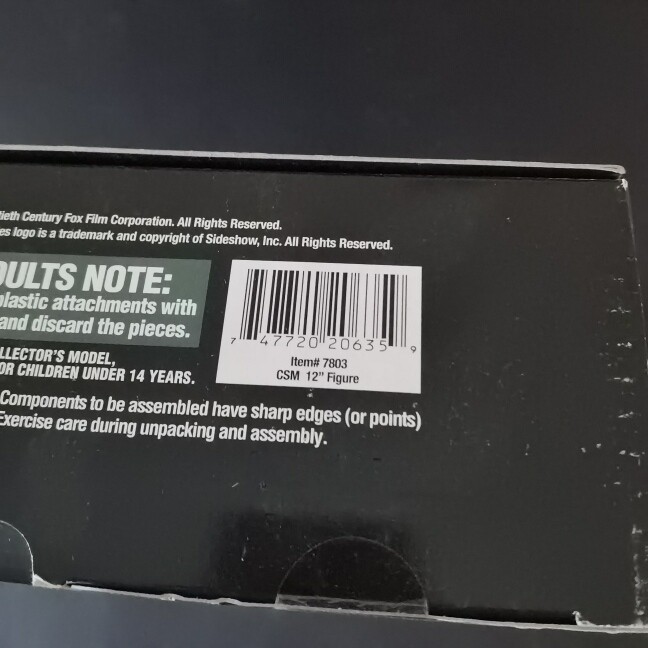 tieth Century Fox Film Corporation. All Rights Reserved.
es logo is a trademark and copyright of Sideshow, Inc. All Rights Reserved.
DULTS NOTE:
plastic attachments with
and discard the pieces.
LLECTOR'S MODEL,
OR CHILDREN UNDER 14 YEARS.
Components to be assembled have sharp edges (or points)
Exercise care during unpacking and assembly.
7 47720 20635 9
Item# 7803
CSM 12" Figure